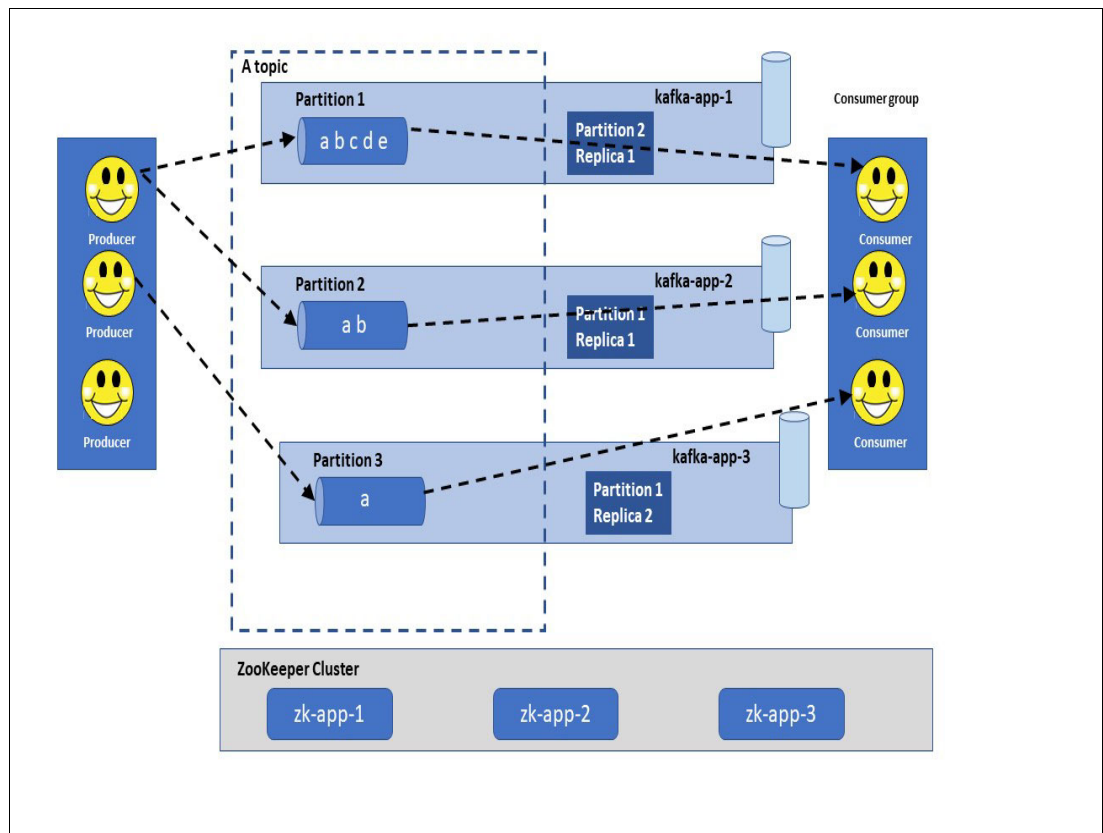 A topic
Partition 1
kafka-app-1
Consumer group
a b c d e
Partition 2
Replica 1
Producer
Consumer
Partition 2
kafka-app-2
a b
Partition 1
Replica 1
Producer
Consumer
Partition 3
kafka-app-3
a
Partition 1
Replica 2
Producer
Consumer
ZooKeeper Cluster
zk-app-1
zk-app-2
zk-app-3